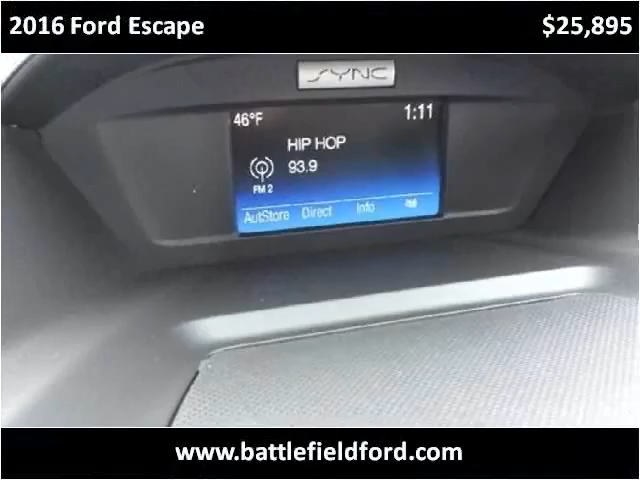 2016 Ford Escape $25,895
SYNC
46°F 1:11
HIP HOP
93.9
FM 2
AutStore Direct Info
www.battlefieldford.com